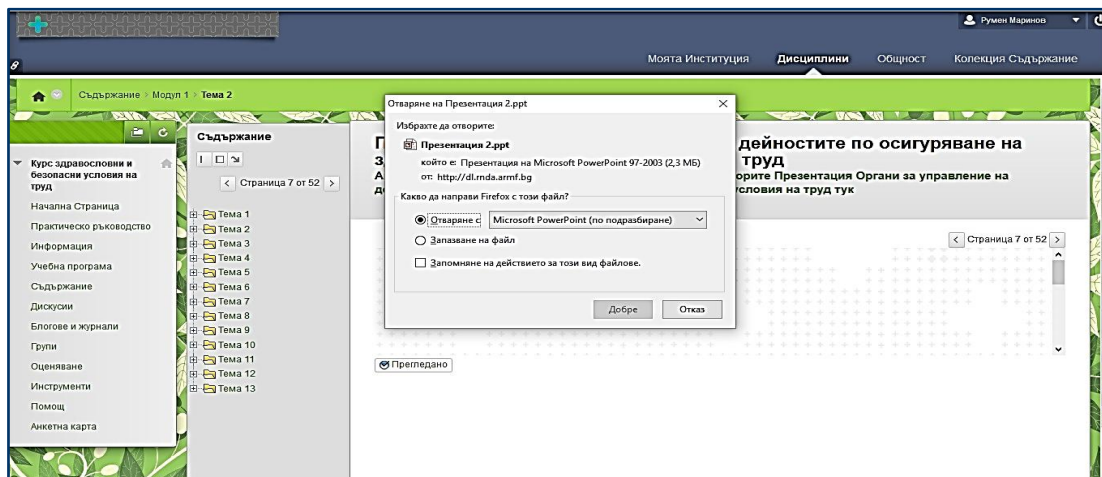 Румен Маринов
Моята Институция Дисциплини Общност Колекция Съдържание
Съдържание Модул 1 Тема 2
Курс здравословни и
безопасни условия на
труд
Начална Страница
Практическо ръководство
Информация
Учебна програма
Съдържание
Дискусии
Блогове и журнали
Групи
Оценяване
Инструменти
Помощ
Анкетна карта
Съдържание
Страница 7 от 52
Тема 1
Тема 2
Тема 3
Тема 4
Тема 5
Тема 6
Тема 7
Тема 8
Тема 9
Тема 10
Тема 11
Тема 12
Тема 13
Отваряне на Презентация 2.ppt
Избрахте да отворите:
Презентация 2.ppt
който е: Презентация на Microsoft PowerPoint 97-2003 (2,3 МБ)
от: http://dl.rnda.armf.bg
Какво да направи Firefox с този файл?
Отваряне с Microsoft PowerPoint (по подразбиране)
Запазване на файл
Запомняне на действието за този вид файлове.
Добре Отказ
дейностите по осигуряване на
труд
орите Презентация Органи за управление на
словия на труд тук
Страница 7 от 52
Прегледано